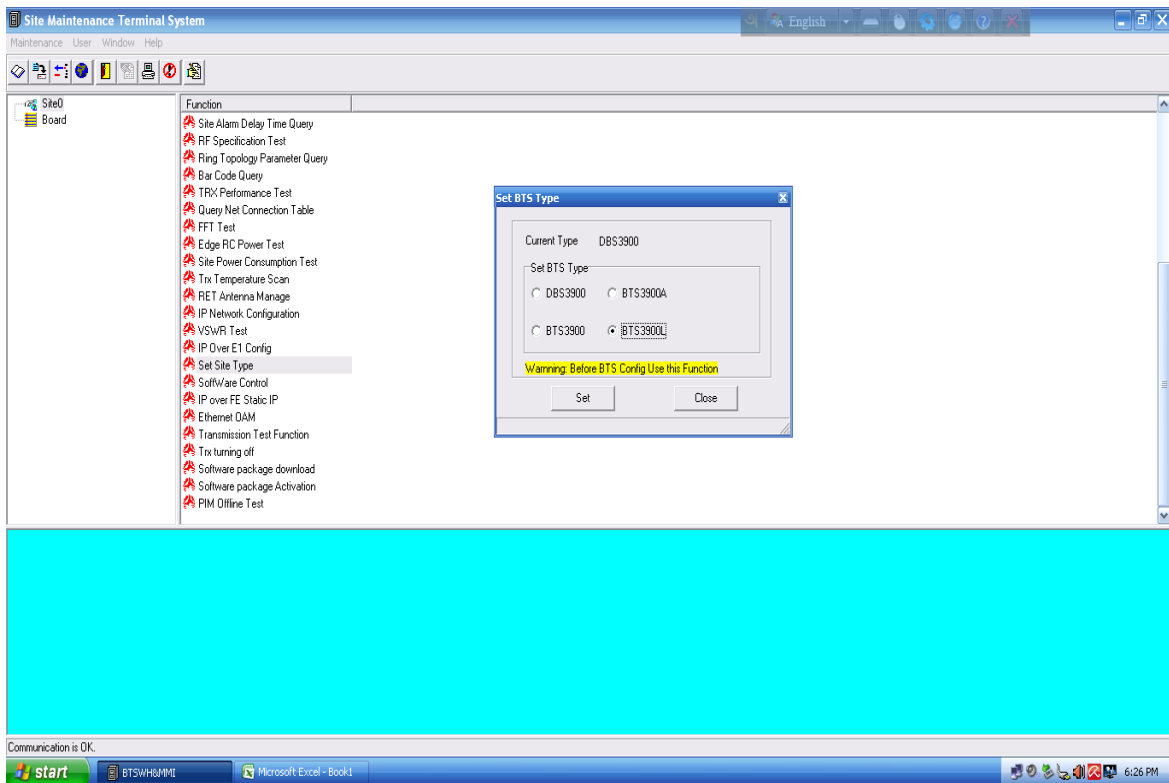 Site Maintenance Terminal System
English
Maintenance User Window Help
Site0
Board
Function
Site Alarm Delay Time Query
RF Specification Test
Ring Topology Parameter Query
Bar Code Query
TRX Performance Test
Query Net Connection Table
FFT Test
Edge RC Power Test
Site Power Consumption Test
Trx Temperature Scan
RET Antenna Manage
IP Network Configuration
VSWR Test
IP Over E1 Config
Set Site Type
SoftWare Control
IP over FE Static IP
Ethernet OAM
Transmission Test Function
Trx turning off
Software package download
Software package Activation
PIM Offline Test
Set BTS Type
Current Type DBS3900
Set BTS Type
DBS3900 BTS3900A
BTS3900 BTS3900L
Warnning: Before BTS Config Use this Function
Set Close
Communication is OK.
start BTSWH&MMI Microsoft Excel - Book1 6:26 PM